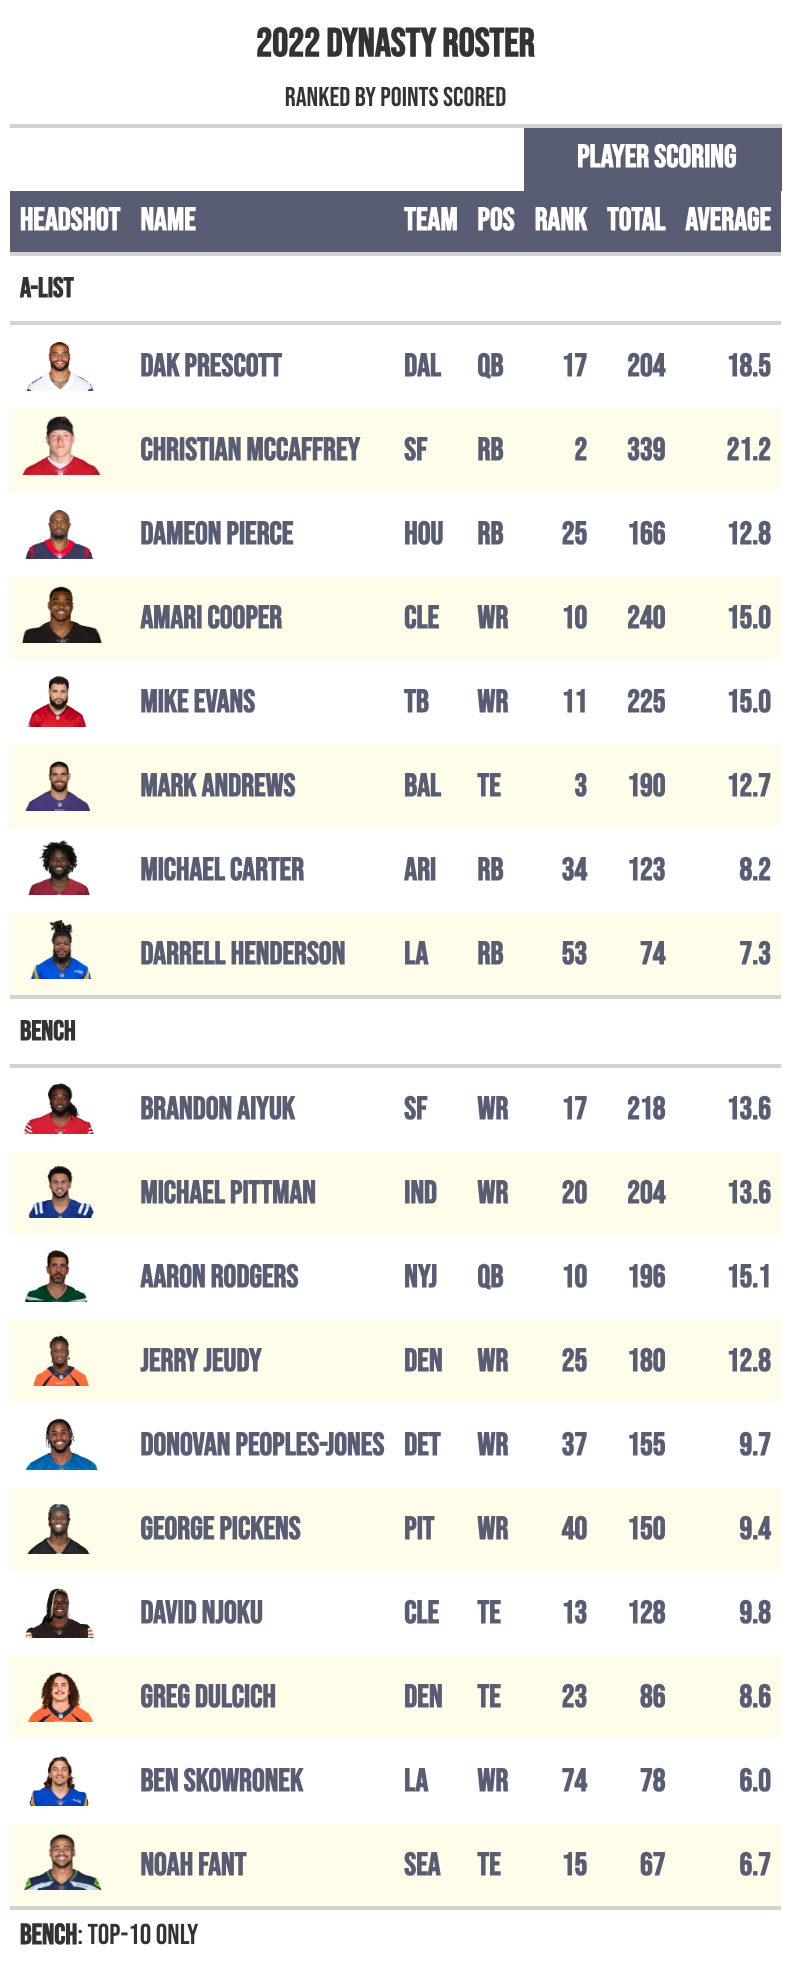 2022 DYNASTY ROSTER
RANKED BY POINTS SCORED
PLAYER SCORING
HEADSHOT NAME TEAM POS RANK TOTAL AVERAGE
A-LIST
DAK PRESCOTT DAL QB 17 204 18.5
CHRISTIAN MCCAFFREY SF RB 2 339 21.2
DAMEON PIERCE HOU RB 25 166 12.8
AMARI COOPER CLE WR 10 240 15.0
MIKE EVANS TB WR 11 225 15.0
MARK ANDREWS BAL TE 3 190 12.7
MICHAEL CARTER ARI RB 34 123 8.2
DARRELL HENDERSON LA RB 53 74 7.3
BENCH
BRANDON AIYUK SF WR 17 218 13.6
MICHAEL PITTMAN IND WR 20 204 13.6
AARON RODGERS NYJ QB 10 196 15.1
JERRY JEUDY DEN WR 25 180 12.8
DONOVAN PEOPLES-JONES DET WR 37 155 9.7
GEORGE PICKENS PIT WR 40 150 9.4
DAVID NJOKU CLE TE 13 128 9.8
GREG DULCICH DEN TE 23 86 8.6
BEN SKOWRONEK LA WR 74 78 6.0
NOAH FANT SEA TE 15 67 6.7
BENCH: TOP-10 ONLY